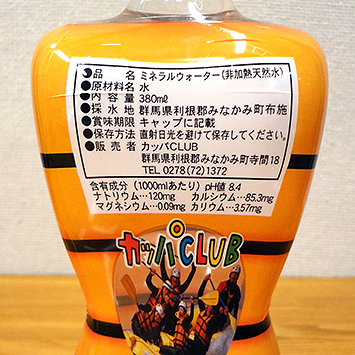 ●品　　　名　ミネラルウォーター(非加熱天然水)
●原材料名　水
●内　容　量　380mℓ
●採　水　地　群馬県利根郡みなかみ町布施
●賞味期限　キャップに記載
●保存方法　直射日光を避けて保存してください。
●販　売　者　カッパCLUB
群馬県利根郡みなかみ町寺間18
TEL 0278(72)1372
含有成分（1000mlあたり）pH値 8.4
ナトリウム…120mg　カルシウム…85.3mg
マグネシウム…0.09mg　カリウム…3.57mg
カッパCLUB